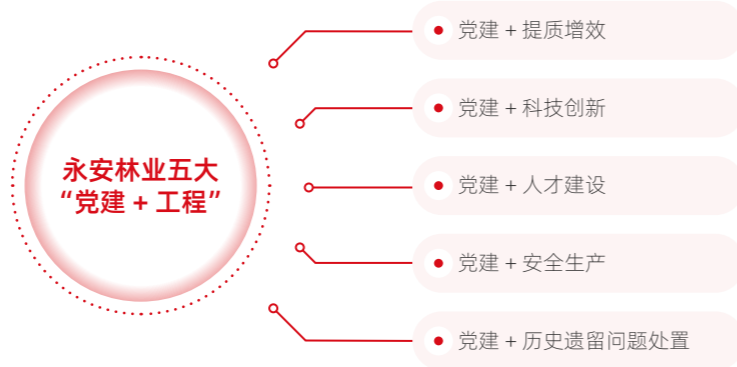 永安林业五大
“党建 + 工程”
党建 + 提质增效
党建 + 科技创新
党建 + 人才建设
党建 + 安全生产
党建 + 历史遗留问题处置